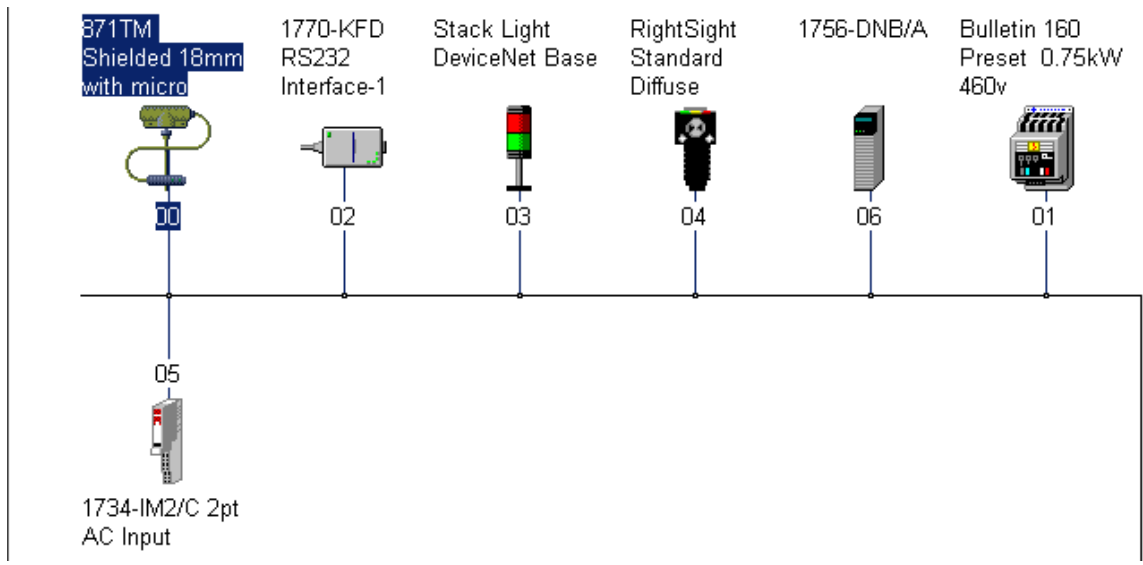 871TM
Shielded 18mm
with micro
1770-KFD
RS232
Interface-1
Stack Light
DeviceNet Base
RightSight
Standard
Diffuse
1756-DNB/A
Bulletin 160
Preset 0.75kW
460v
00
02
03
04
06
01
05
1734-IM2/C 2pt
AC Input